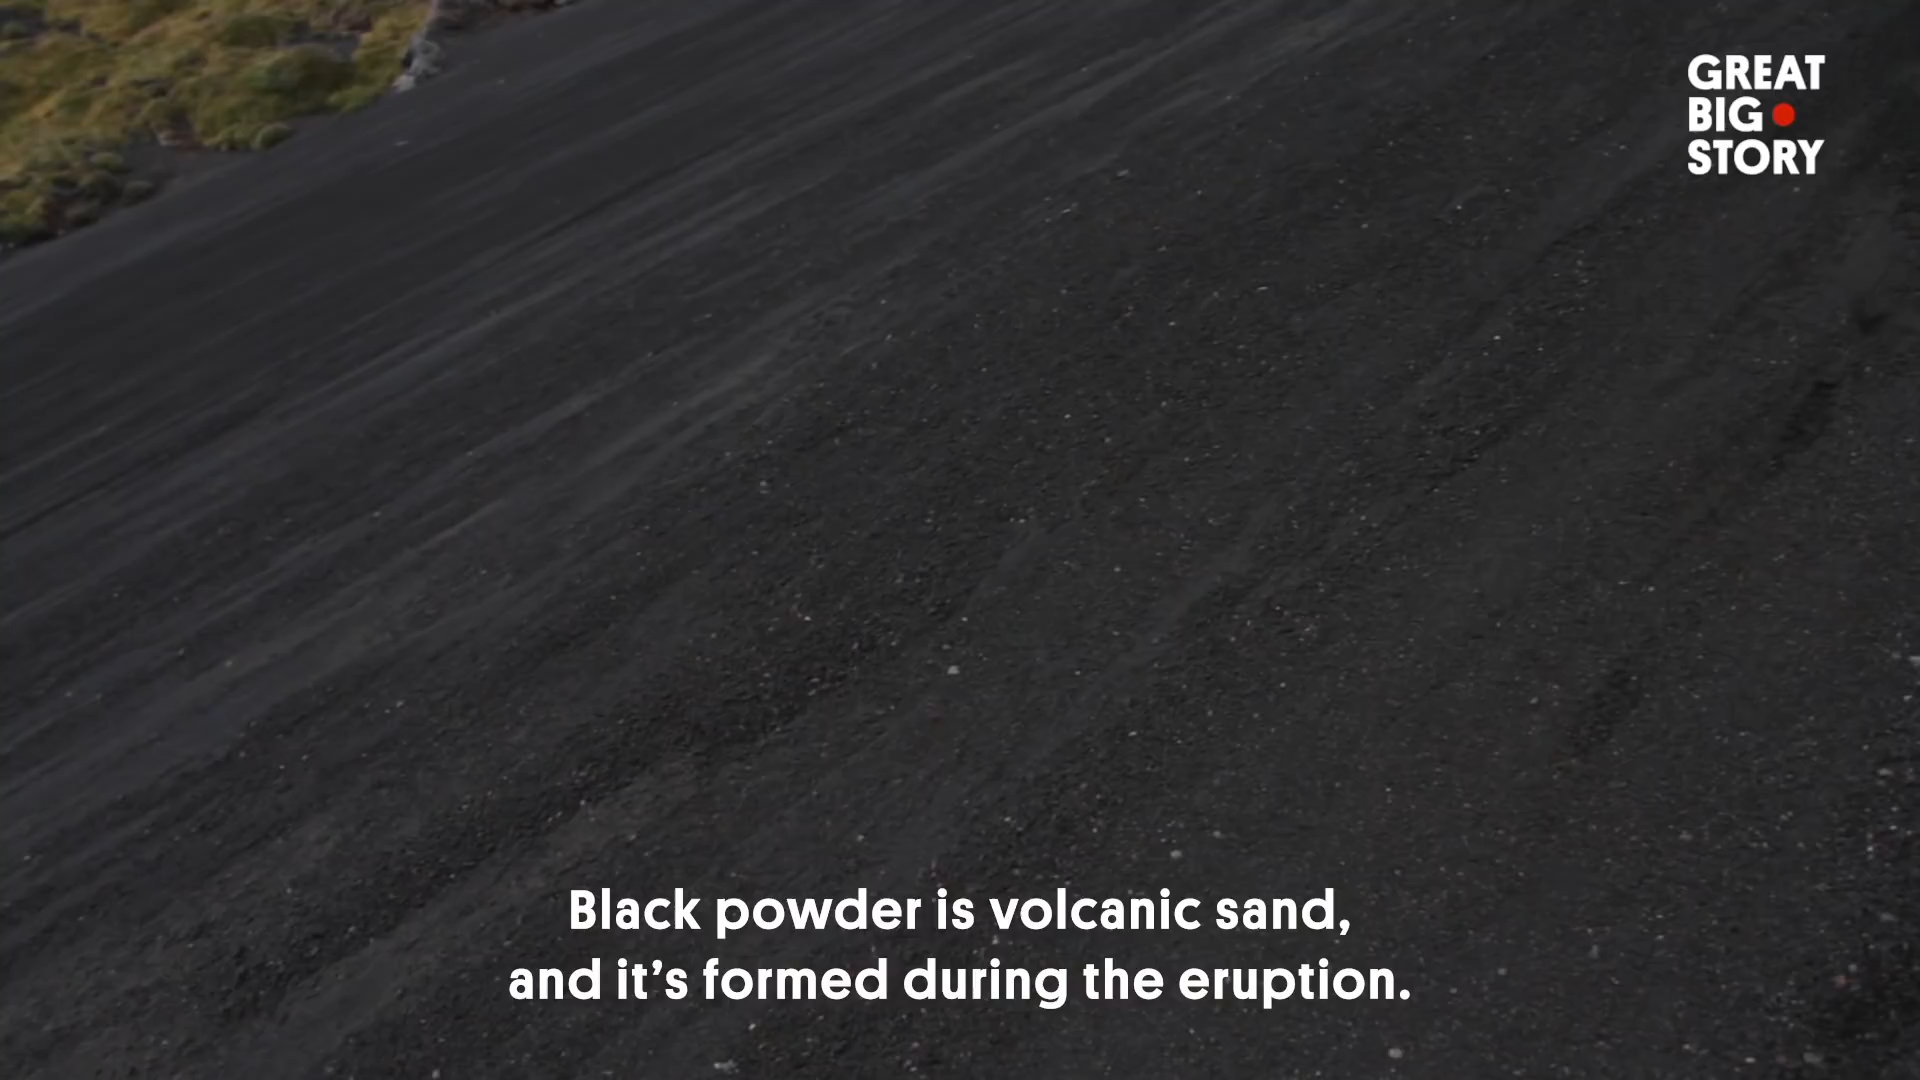 GREAT
BIG
STORY
Black powder is volcanic sand,
and it's formed during the eruption.